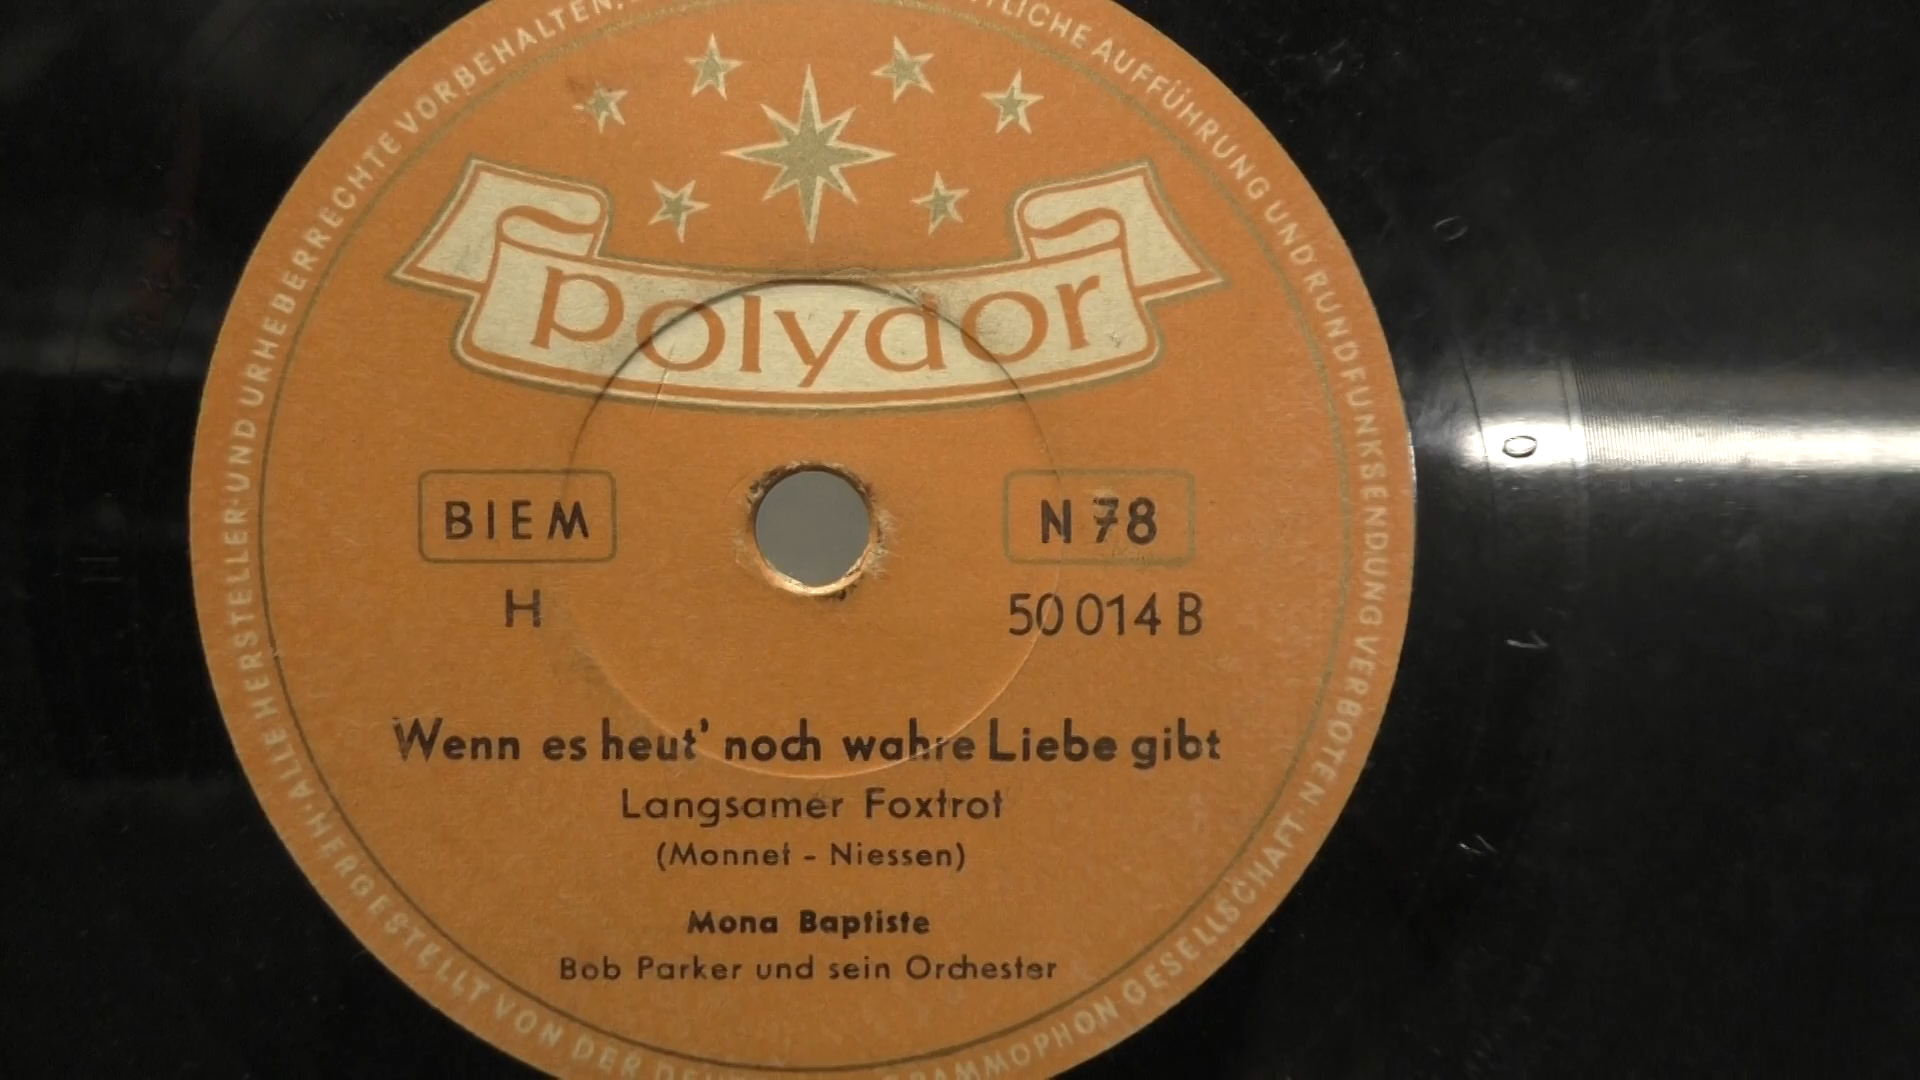 HERSTELLER- UND URHEBERRECHTE VORBEHALTEN.
AUFFÜHRUNG UND RUNDFUNKSENDUNG VERBOTEN · HERGESTELLT VON DER GRAMMOPHON GESELLSCHAFT · ALLE
polydor
BIEM
N 78
H
50 014 B
Wenn es heut' noch wahre Liebe gibt
Langsamer Foxtrot
(Monnet - Niessen)
Mona Baptiste
Bob Parker und sein Orchester